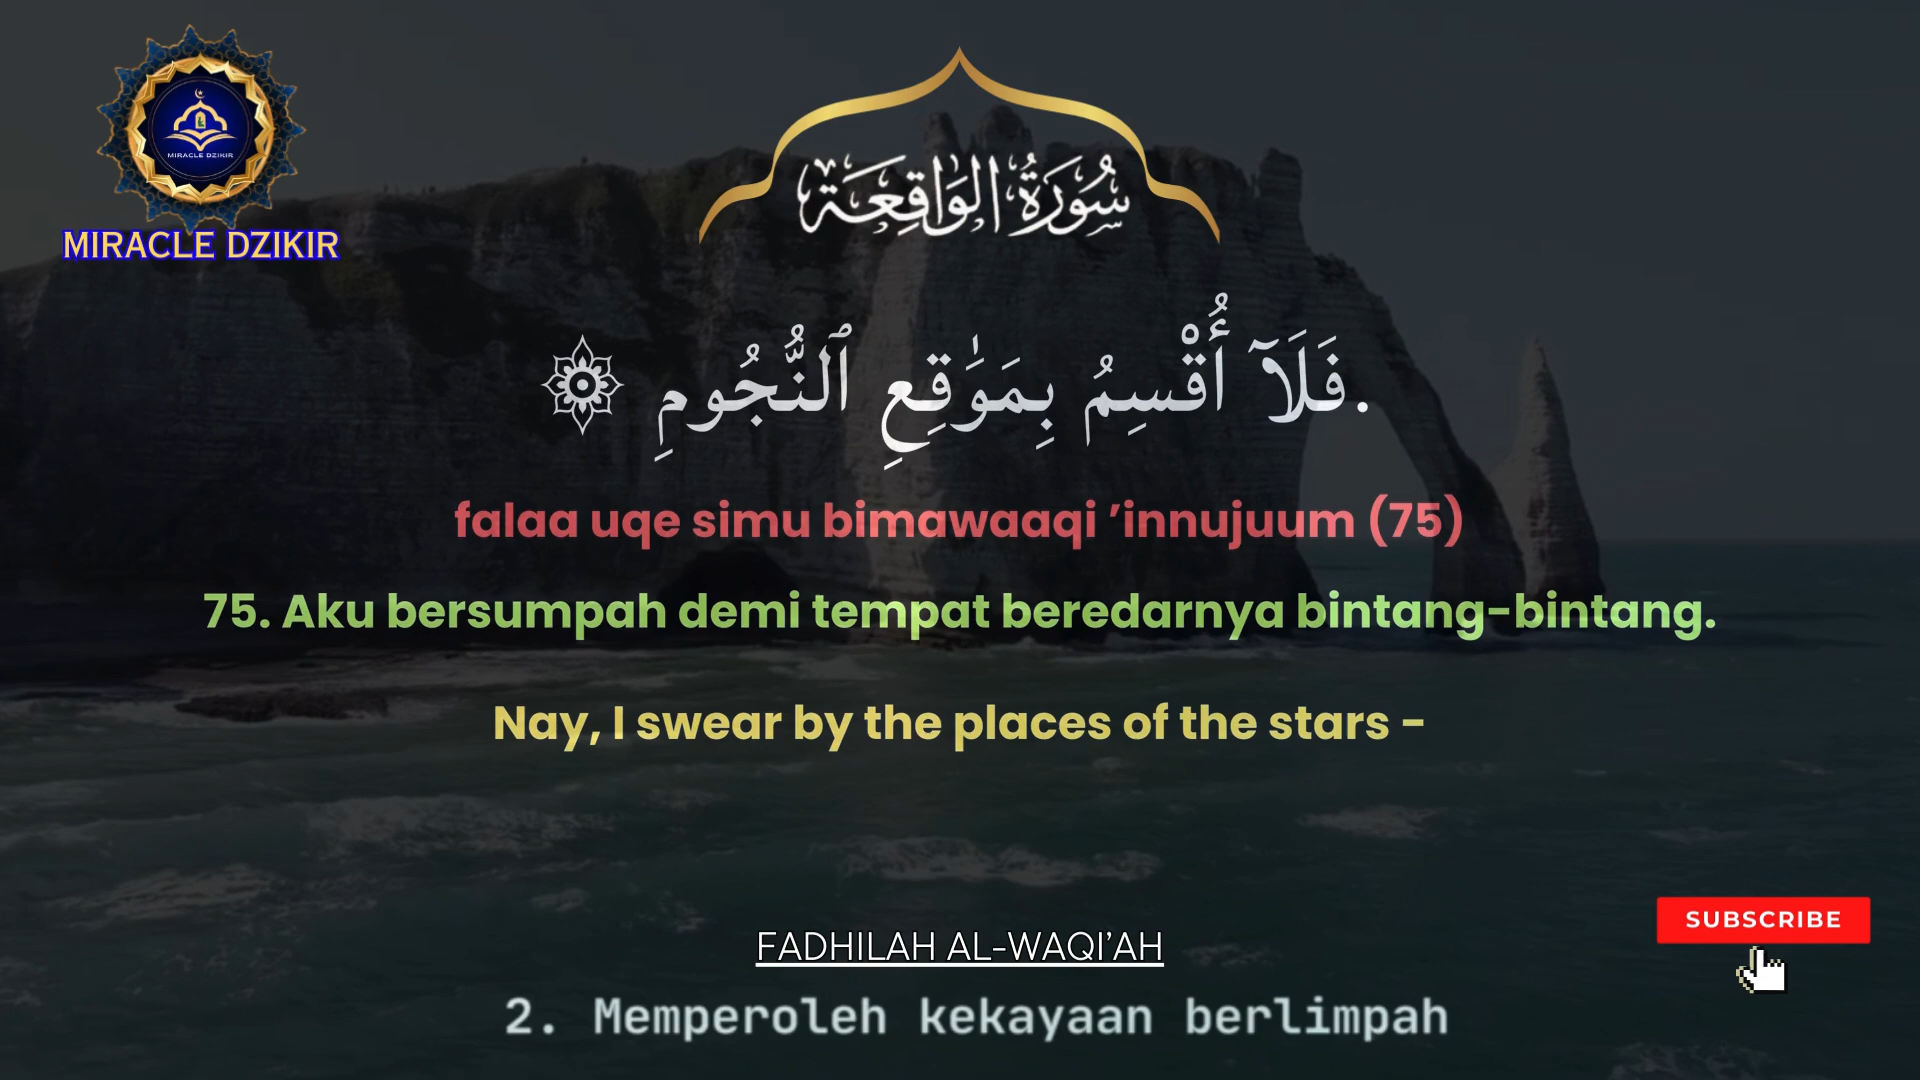 MIRACLE DZIKIR
MIRACLE DZIKIR
سُورَةُ الوَاقِعَة
فَلَآ أُقْسِمُ بِمَوَٰقِعِ ٱلنُّجُومِ.
falaa uqe simu bimawaaqi ’innujuum (75)
75. Aku bersumpah demi tempat beredarnya bintang-bintang.
Nay, I swear by the places of the stars -
FADHILAH AL-WAQI’AH
2. Memperoleh kekayaan berlimpah
SUBSCRIBE